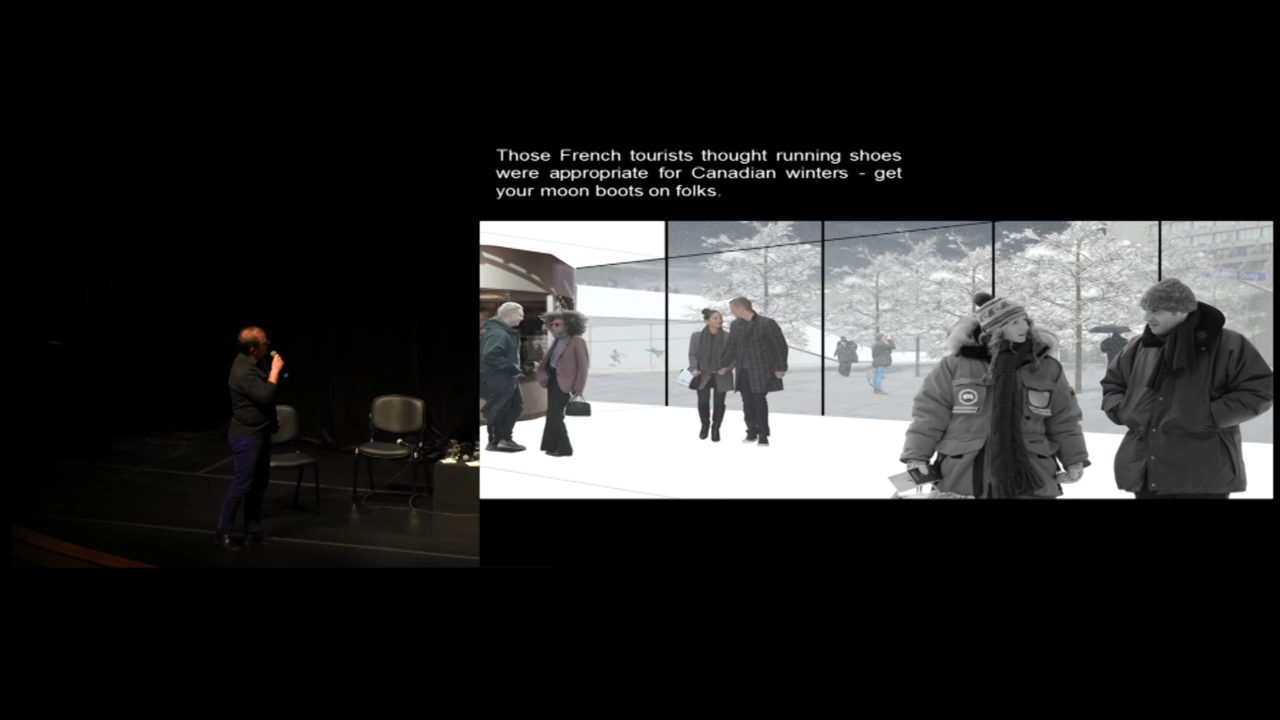 Those French tourists thought running shoes
were appropriate for Canadian winters - get
your moon boots on folks.